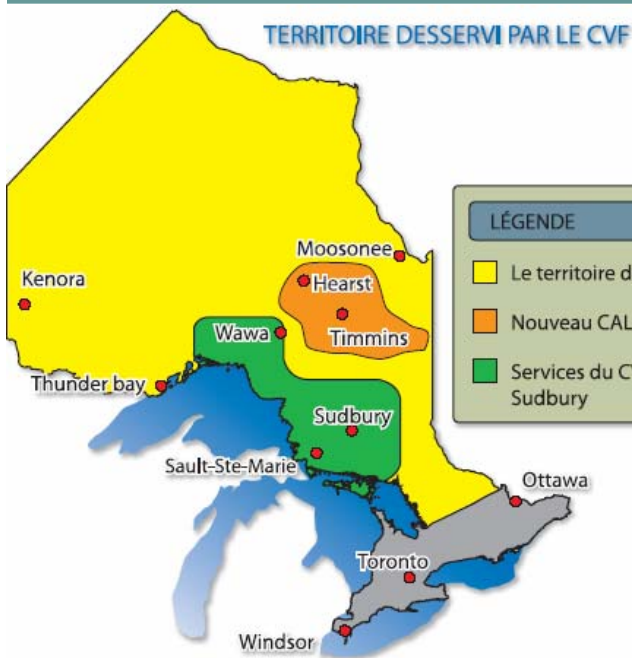 TERRITOIRE DESSERVI PAR LE CVF
LÉGENDE
Le territoire d
Nouveau CAL
Services du C
Sudbury
Moosonee
Kenora
Hearst
Wawa
Timmins
Thunder bay
Sudbury
Sault-Ste-Marie
Ottawa
Toronto
Windsor